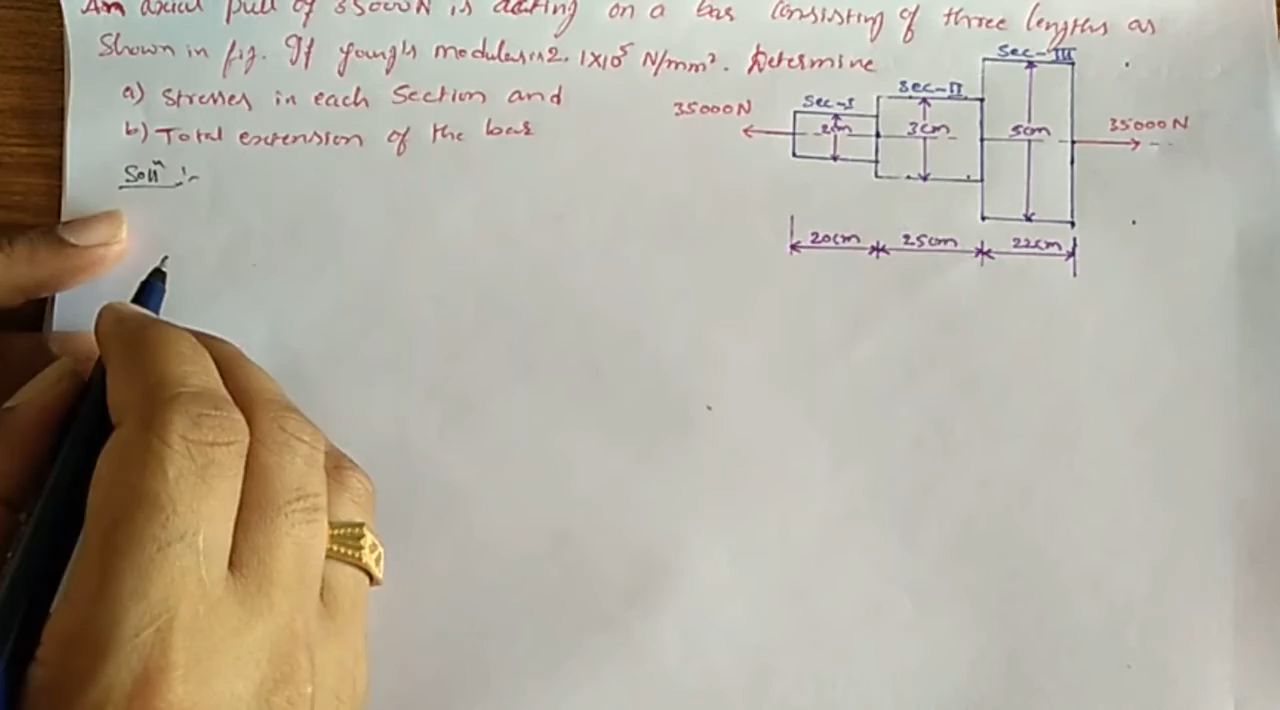 An axial pull of 35000N is acting on a bar consisting of three lengths as
Shown in fig. If young's modulus is 2.1x10⁵ N/mm². Determine
a) Stresses in each Section and
b) Total extension of the bar
Soln :-
Sec-I
Sec-II
Sec-III
35000N
2cm
3cm
5cm
35000N
20cm
25cm
22cm